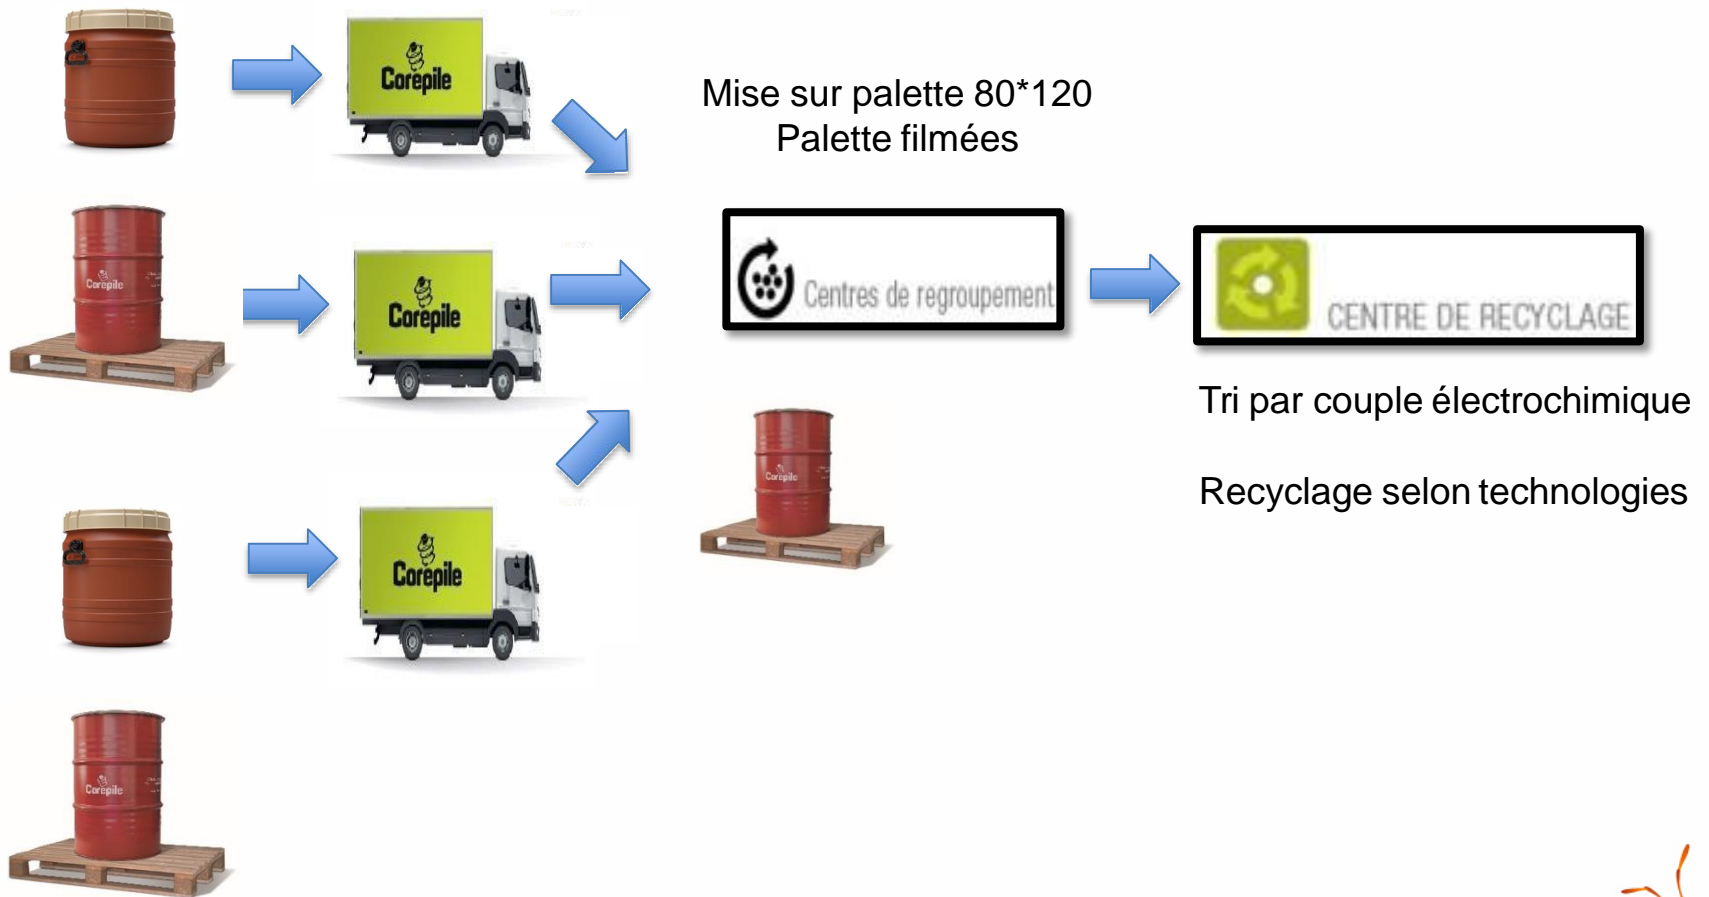 Corepile
Mise sur palette 80*120
Palette filmées
Corepile
Corepile
Centres de regroupement
CENTRE DE RECYCLAGE
Tri par couple électrochimique
Corepile
Recyclage selon technologies
Corepile
Corepile